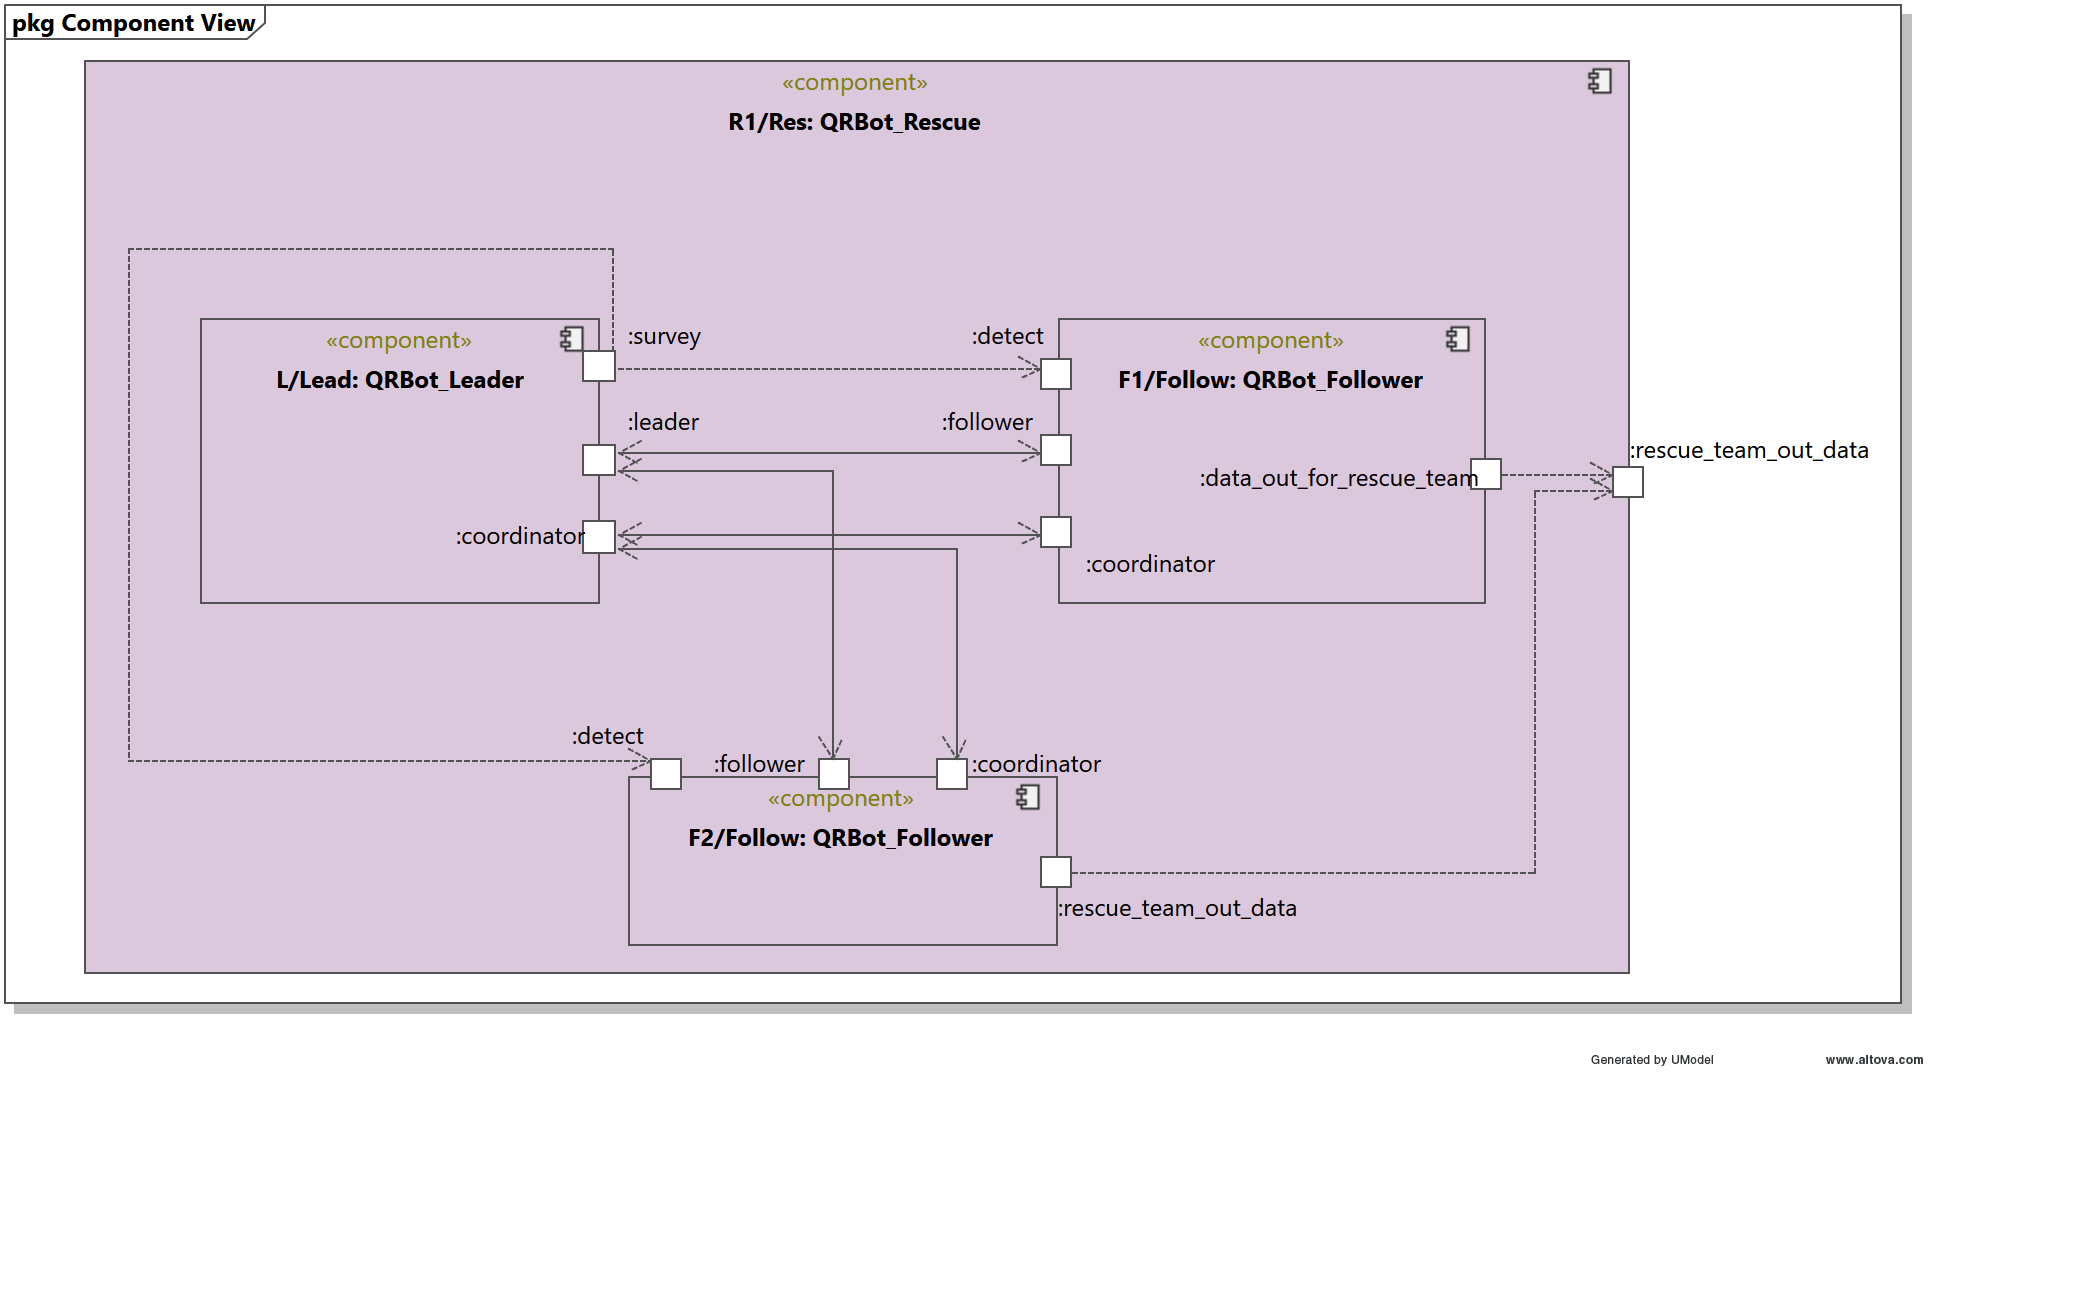 pkg Component View
«component»
R1/Res: QRBot_Rescue
«component»
L/Lead: QRBot_Leader
:survey
:detect
«component»
F1/Follow: QRBot_Follower
:leader
:follower
:data_out_for_rescue_team
:rescue_team_out_data
:coordinator
:coordinator
:detect
:follower
:coordinator
«component»
F2/Follow: QRBot_Follower
:rescue_team_out_data
Generated by UModel
www.altova.com